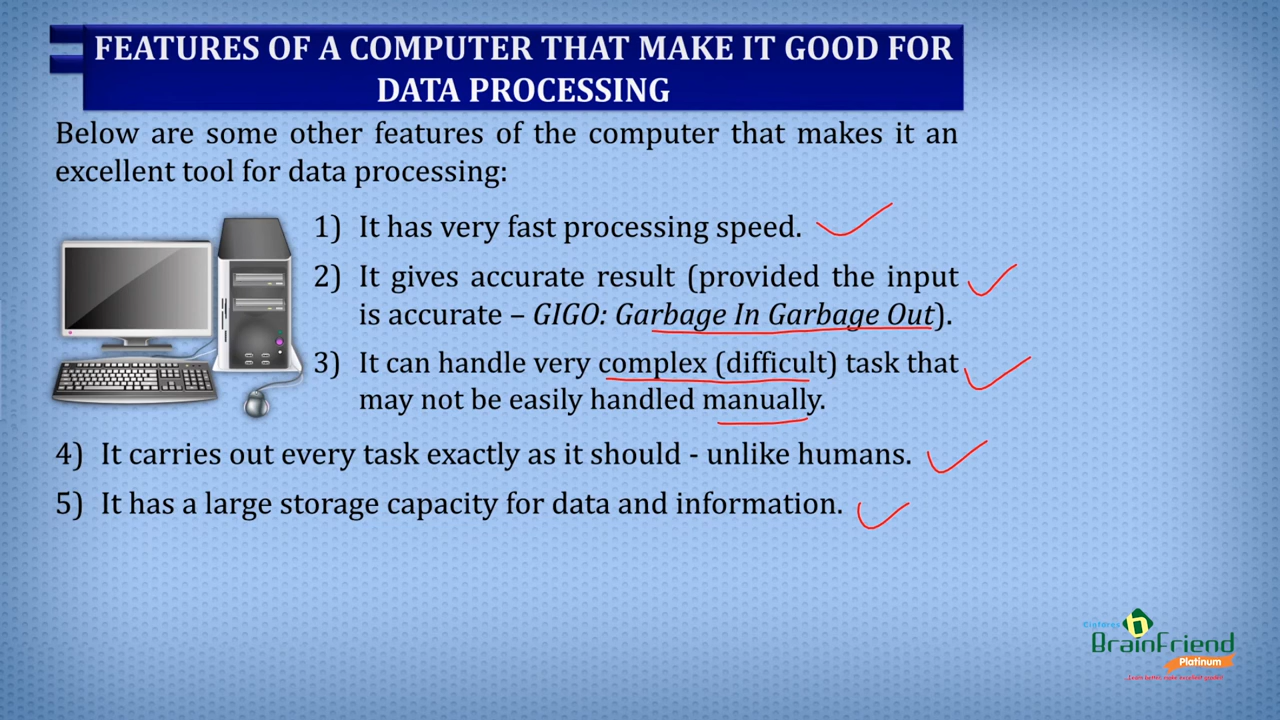 FEATURES OF A COMPUTER THAT MAKE IT GOOD FOR
DATA PROCESSING
Below are some other features of the computer that makes it an
excellent tool for data processing:
1) It has very fast processing speed.
2) It gives accurate result (provided the input
is accurate – GIGO: Garbage In Garbage Out).
3) It can handle very complex (difficult) task that
may not be easily handled manually.
4) It carries out every task exactly as it should - unlike humans.
5) It has a large storage capacity for data and information.
Cinfores
BrainFriend
Platinum